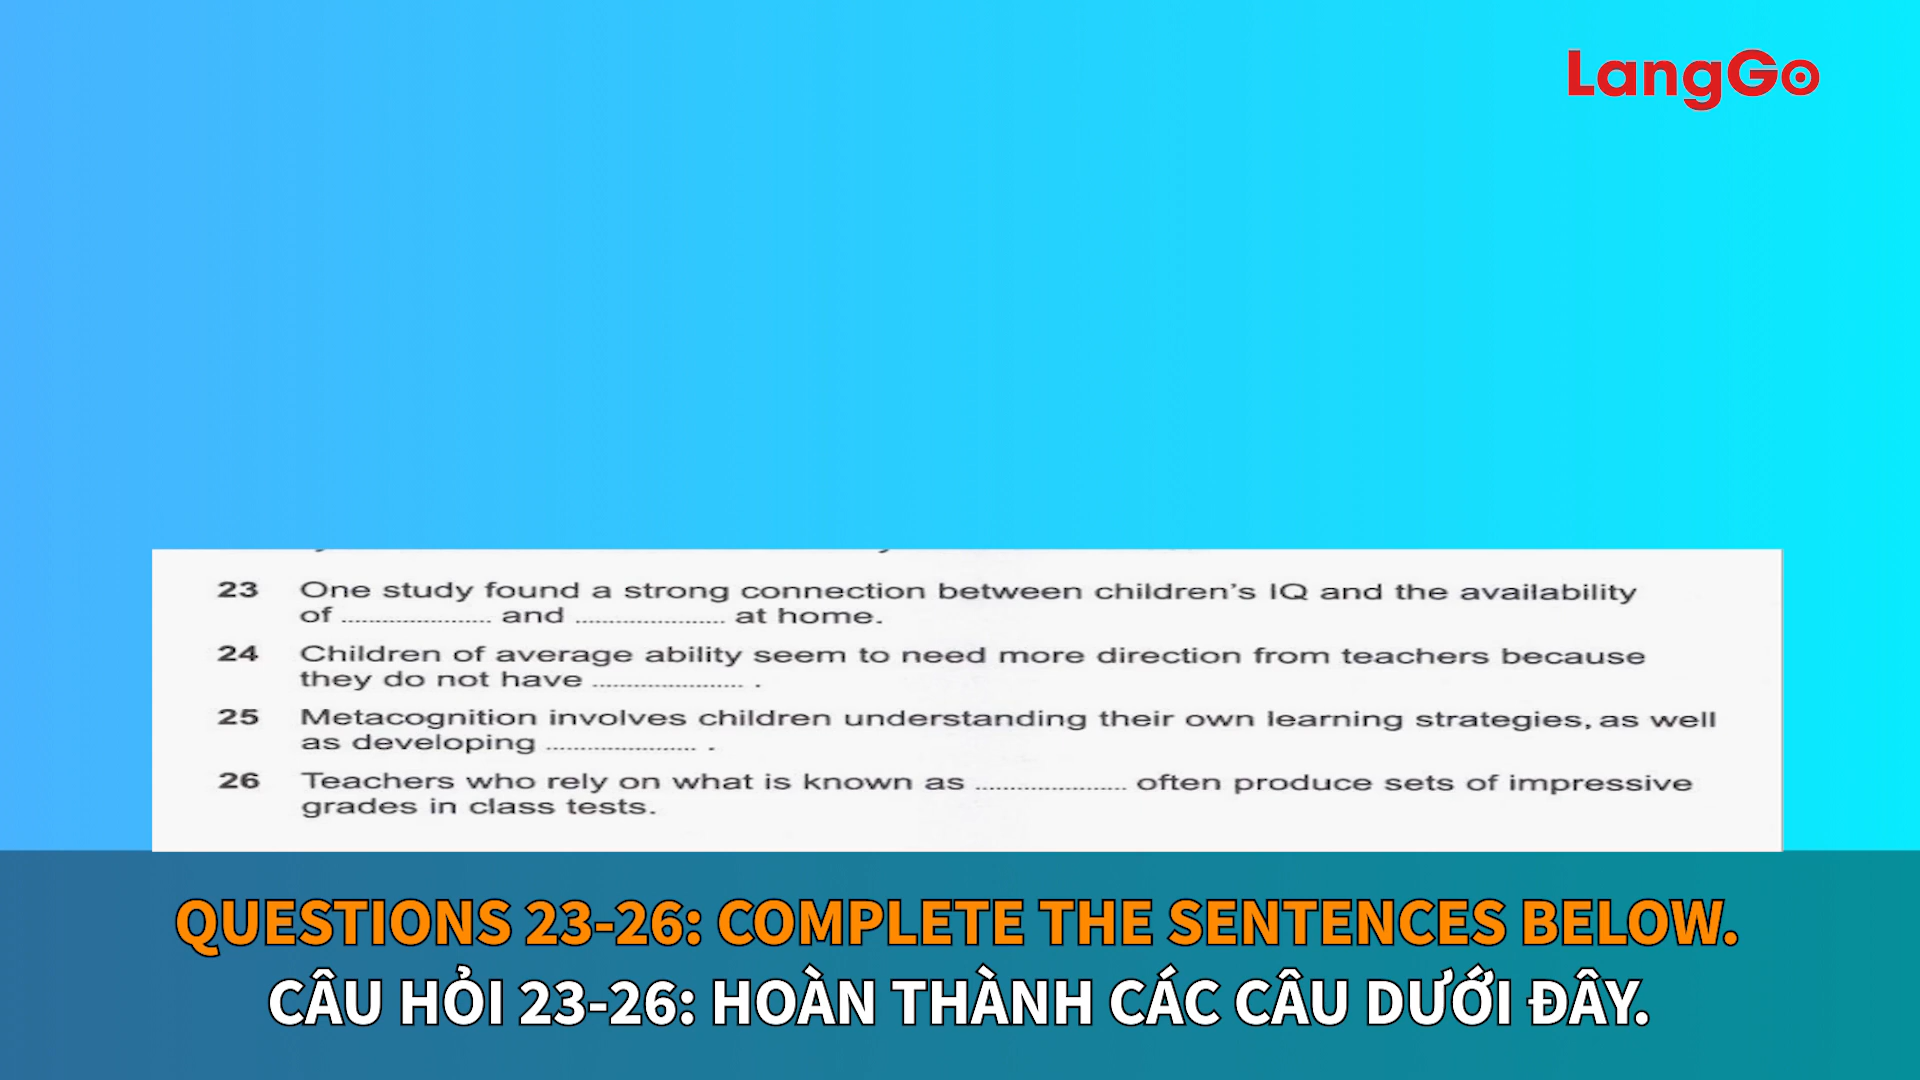 LangGo
23 One study found a strong connection between children's IQ and the availability
of ...................... and ...................... at home.
24 Children of average ability seem to need more direction from teachers because
they do not have ...................... .
25 Metacognition involves children understanding their own learning strategies, as well
as developing ...................... .
26 Teachers who rely on what is known as ...................... often produce sets of impressive
grades in class tests.
QUESTIONS 23-26: COMPLETE THE SENTENCES BELOW.
CÂU HỎI 23-26: HOÀN THÀNH CÁC CÂU DƯỚI ĐÂY.